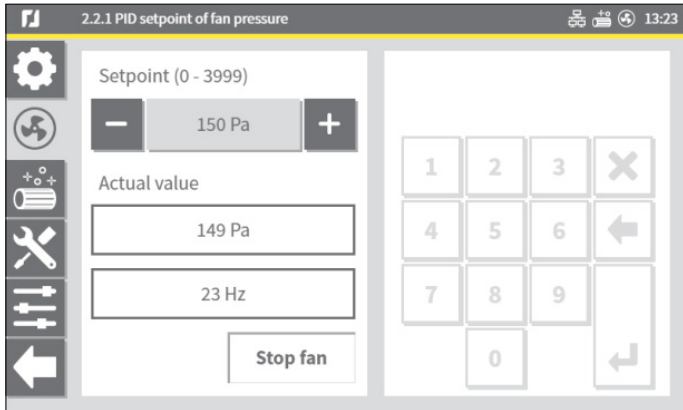 2.2.1 PID setpoint of fan pressure 13:23
Setpoint (0 - 3999)
150 Pa
Actual value
149 Pa
23 Hz
Stop fan
1 2 3
4 5 6
7 8 9
0